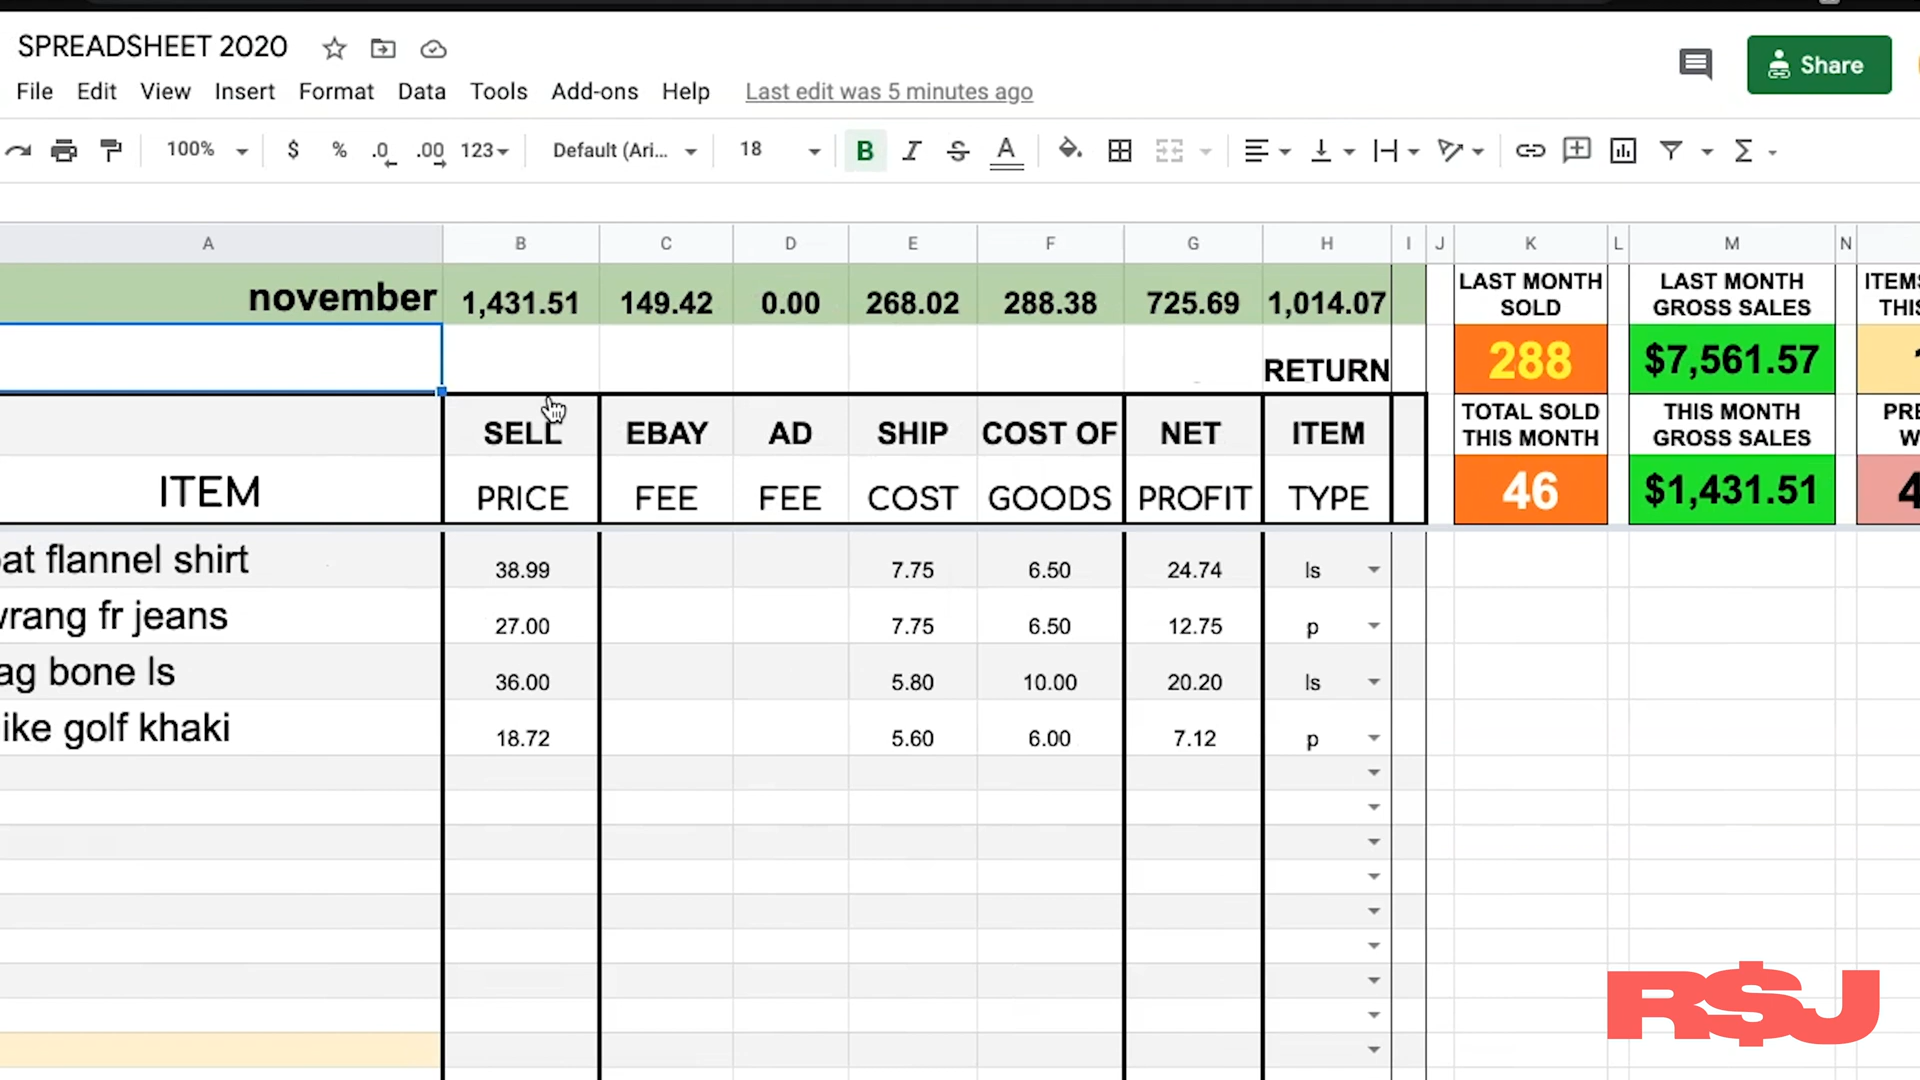 SPREADSHEET 2020
File Edit View Insert Format Data Tools Add-ons Help Last edit was 5 minutes ago
Share
100% $ % .0 .00 123 Default (Ari... 18 B I S A Σ
A B C D E F G H I J K L M N
november 1,431.51 149.42 0.00 268.02 288.38 725.69 1,014.07
RETURN
LAST MONTH SOLD
288
TOTAL SOLD THIS MONTH
46
LAST MONTH GROSS SALES
$7,561.57
THIS MONTH GROSS SALES
$1,431.51
ITEMS
THIS
PRE
W
4
SELL EBAY AD SHIP COST OF NET ITEM
ITEM PRICE FEE FEE COST GOODS PROFIT TYPE
at flannel shirt 38.99 7.75 6.50 24.74 ls
wrang fr jeans 27.00 7.75 6.50 12.75 p
ag bone ls 36.00 5.80 10.00 20.20 ls
ike golf khaki 18.72 5.60 6.00 7.12 p
R$J